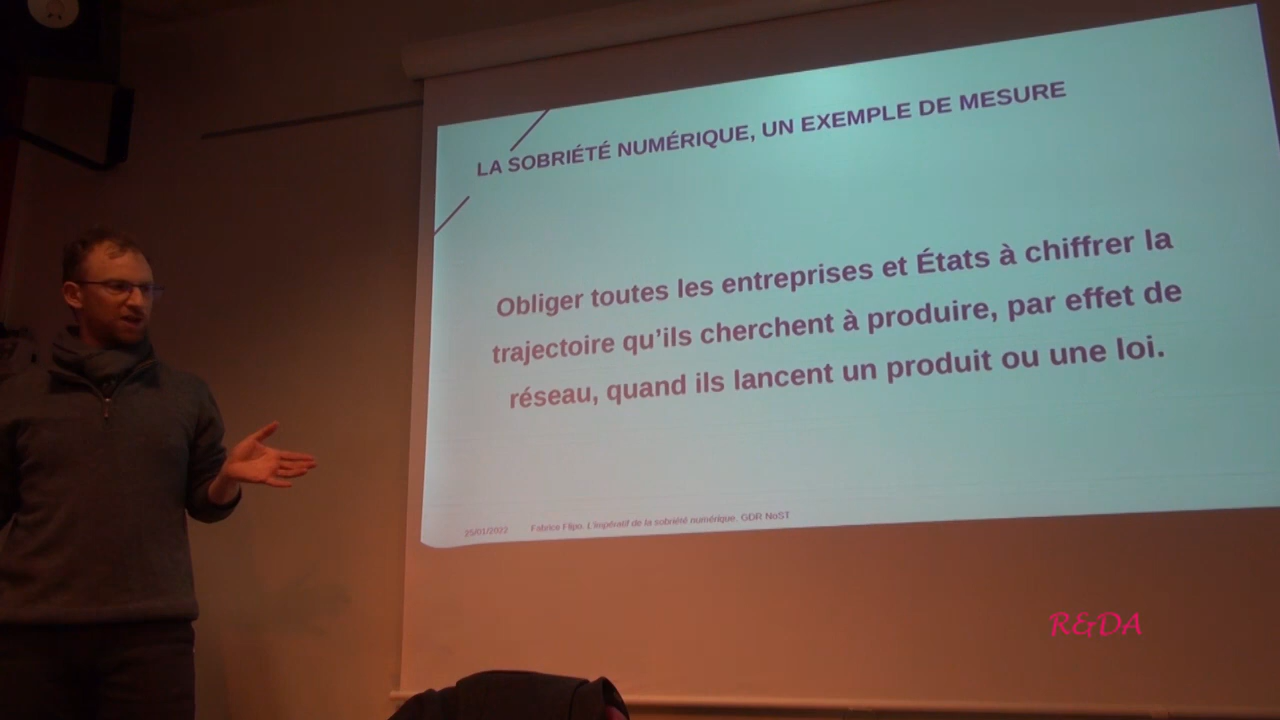 LA SOBRIÉTÉ NUMÉRIQUE, UN EXEMPLE DE MESURE
Obliger toutes les entreprises et États à chiffrer la
trajectoire qu'ils cherchent à produire, par effet de
réseau, quand ils lancent un produit ou une loi.
25/01/2022 Fabrice Flipo. L'impératif de la sobriété numérique. GDR NoST
R&DA